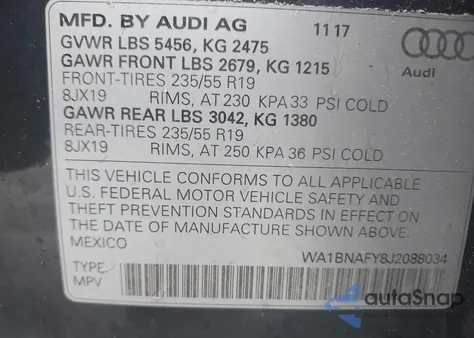 MFD. BY AUDI AG 11 17
GVWR LBS 5456, KG 2475
GAWR FRONT LBS 2679, KG 1215
FRONT-TIRES 235/55 R19
8JX19 RIMS, AT 230 KPA 33 PSI COLD
GAWR REAR LBS 3042, KG 1380
REAR-TIRES 235/55 R19
8JX19 RIMS, AT 250 KPA 36 PSI COLD
Audi
THIS VEHICLE CONFORMS TO ALL APPLICABLE
U.S. FEDERAL MOTOR VEHICLE SAFETY AND
THEFT PREVENTION STANDARDS IN EFFECT ON
THE DATE OF MANUFACTURE SHOWN ABOVE.
MEXICO
WA1BNAFY8J2088034
TYPE:
MPV
autoSnap